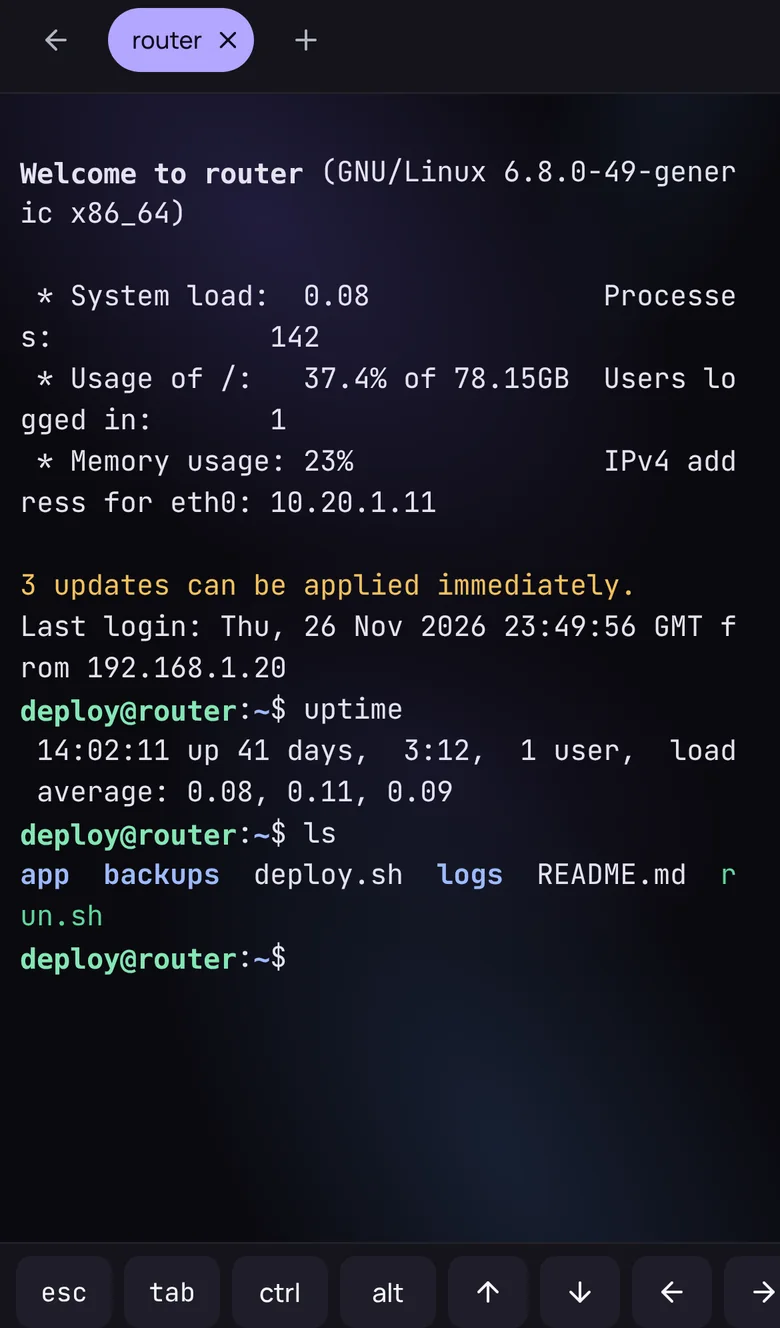 router
Welcome to router (GNU/Linux 6.8.0-49-gener
ic x86_64)
 * System load:  0.08              Processe
s:             142
 * Usage of /:   37.4% of 78.15GB  Users lo
gged in:       1
 * Memory usage: 23%               IPv4 add
ress for eth0: 10.20.1.11
3 updates can be applied immediately.
Last login: Thu, 26 Nov 2026 23:49:56 GMT f
rom 192.168.1.20
deploy@router:~$ uptime
 14:02:11 up 41 days,  3:12,  1 user,  load
 average: 0.08, 0.11, 0.09
deploy@router:~$ ls
app  backups  deploy.sh  logs  README.md  r
un.sh
deploy@router:~$
esc tab ctrl alt ↑ ↓ ← →